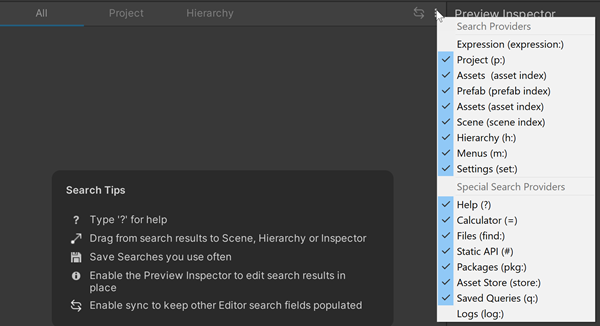 All Project Hierarchy
Preview Inspector
Search Providers
Expression (expression:)
Project (p:)
Assets (asset index)
Prefab (prefab index)
Assets (asset index)
Scene (scene index)
Hierarchy (h:)
Menus (m:)
Settings (set:)
Special Search Providers
Help (?)
Calculator (=)
Files (find:)
Static API (#)
Packages (pkg:)
Asset Store (store:)
Saved Queries (q:)
Logs (log:)
Search Tips
? Type '?' for help
Drag from search results to Scene, Hierarchy or Inspector
Save Searches you use often
Enable the Preview Inspector to edit search results in
place
Enable sync to keep other Editor search fields populated